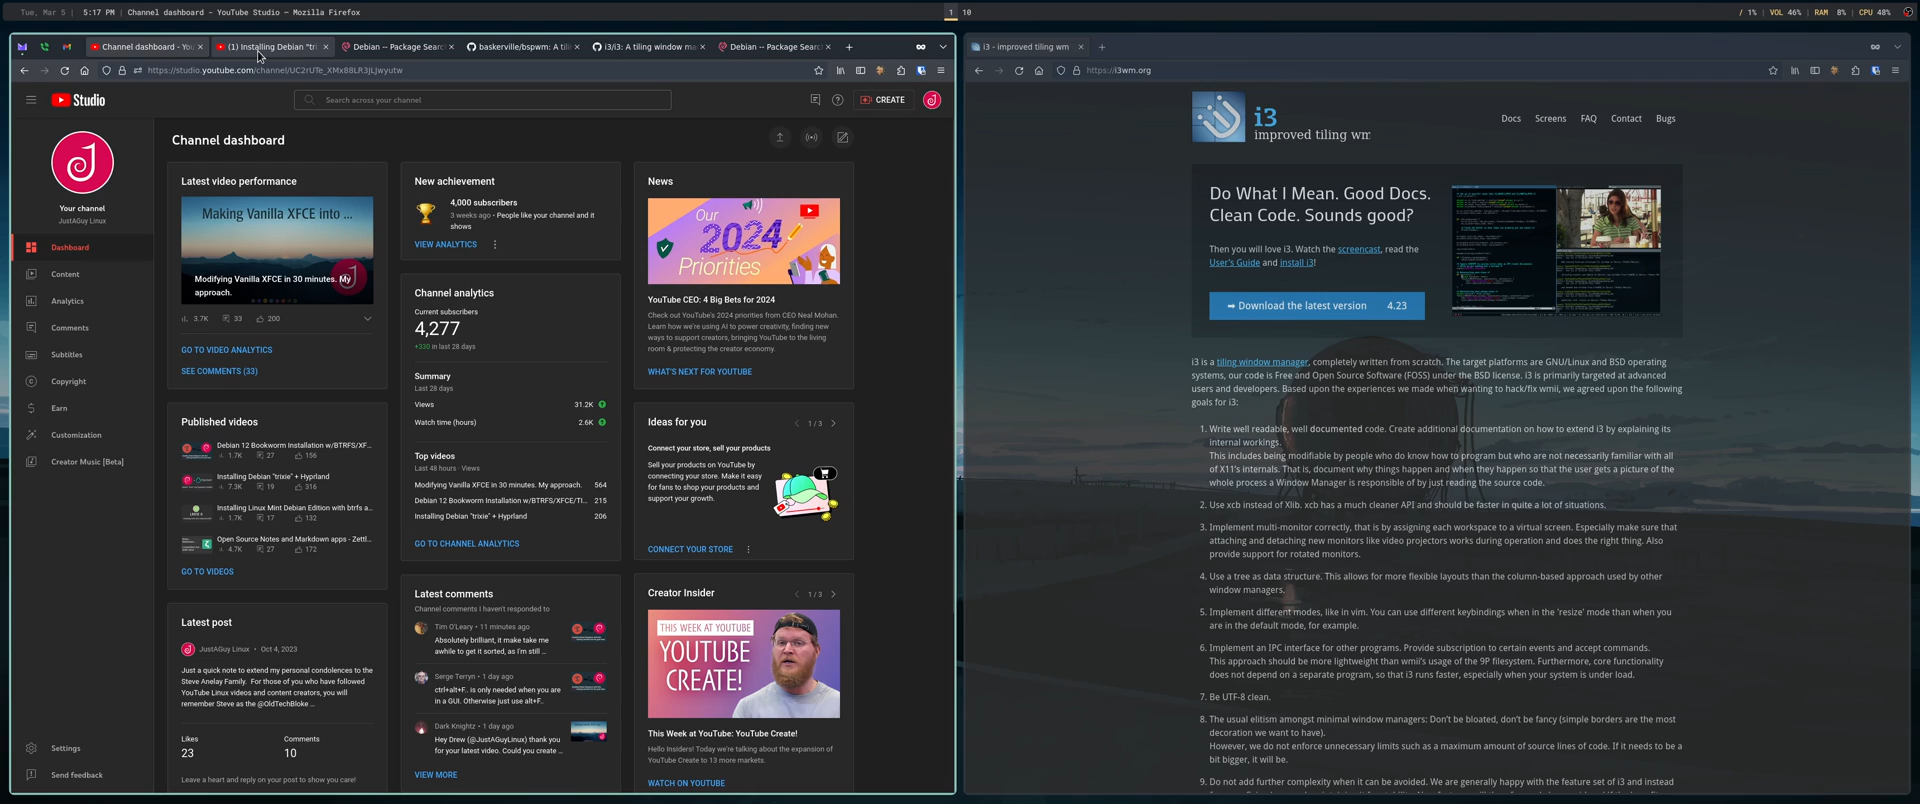 Tue, Mar 5 | 5:17 PM | Channel dashboard - YouTube Studio — Mozilla Firefox
1 10
/ 1% | VOL 46% | RAM 8% | CPU 48%
Channel dashboard - You
(1) Installing Debian "tri
Debian -- Package Searc
baskerville/bspwm: A tili
i3/i3: A tiling window ma
Debian -- Package Searc
https://studio.youtube.com/channel/UC2rUTe_XMx88LR3jLJwyutw
Studio
Search across your channel
CREATE
Your channel
JustAGuy Linux
Dashboard
Content
Analytics
Comments
Subtitles
Copyright
Earn
Customization
Creator Music [Beta]
Settings
Send feedback
Channel dashboard
Latest video performance
Making Vanilla XFCE into ...
Modifying Vanilla XFCE in 30 minutes. My
approach.
3.7K 33 200
GO TO VIDEO ANALYTICS
SEE COMMENTS (33)
Published videos
Debian 12 Bookworm Installation w/BTRFS/XF...
1.7K 27 156
Installing Debian "trixie" + Hyprland
7.3K 19 316
Installing Linux Mint Debian Edition with btrfs a...
1.7K 17 132
Open Source Notes and Markdown apps - Zettl...
4.7K 27 172
GO TO VIDEOS
Latest post
JustAGuy Linux • Oct 4, 2023
Just a quick note to extend my personal condolences to the
Steve Anelay Family. For those of you who have followed
YouTube Linux videos and content creators, you will
remember Steve as the @OldTechBloke ...
Likes Comments
23 10
Leave a heart and reply on your post to show you care!
New achievement
4,000 subscribers
3 weeks ago • People like your channel and it
shows
VIEW ANALYTICS
Channel analytics
Current subscribers
4,277
+330 in last 28 days
Summary
Last 28 days
Views 31.2K
Watch time (hours) 2.6K
Top videos
Last 48 hours · Views
Modifying Vanilla XFCE in 30 minutes. My approach. 564
Debian 12 Bookworm Installation w/BTRFS/XFCE/TI... 215
Installing Debian "trixie" + Hyprland 206
GO TO CHANNEL ANALYTICS
Latest comments
Channel comments I haven't responded to
Tim O'Leary • 11 minutes ago
Absolutely brilliant, it make take me
awhile to get it sorted, as I'm still ...
Serge Terryn • 1 day ago
ctrl+alt+F.. is only needed when you are
in a GUI. Otherwise just use alt+F..
Dark Knightz • 1 day ago
Hey Drew (@JustAGuyLinux) thank you
for your latest video. Could you create ...
VIEW MORE
News
Our
2024
Priorities
YouTube CEO: 4 Big Bets for 2024
Check out YouTube's 2024 priorities from CEO Neal Mohan.
Learn how we're using AI to power creativity, finding new
ways to support creators, bringing YouTube to the living
room & protecting the creator economy.
WHAT'S NEXT FOR YOUTUBE
Ideas for you
1 / 3
Connect your store, sell your products
Sell your products on YouTube by
connecting your store. Make it easy
for fans to shop your products and
support your growth.
CONNECT YOUR STORE
Creator Insider
1 / 3
THIS WEEK AT YOUTUBE
YOUTUBE
CREATE!
This Week at YouTube: YouTube Create!
Hello Insiders! Today we're talking about the expansion of
YouTube Create to 13 more markets.
WATCH ON YOUTUBE
i3 - improved tiling wm
https://i3wm.org
i3
improved tiling wm
Docs Screens FAQ Contact Bugs
Do What I Mean. Good Docs.
Clean Code. Sounds good?
Then you will love i3. Watch the screencast, read the
User's Guide and install i3!
➡ Download the latest version 4.23
i3 is a tiling window manager, completely written from scratch. The target platforms are GNU/Linux and BSD operating
systems, our code is Free and Open Source Software (FOSS) under the BSD license. i3 is primarily targeted at advanced
users and developers. Based upon the experiences we made when wanting to hack/fix wmii, we agreed upon the following
goals for i3:
1. Write well readable, well documented code. Create additional documentation on how to extend i3 by explaining its
internal workings.
This includes being modifiable by people who do know how to program but who are not necessarily familiar with all
of X11's internals. That is, document why things happen and when they happen so that the user gets a picture of the
whole process a Window Manager is responsible of by just reading the source code.
2. Use xcb instead of Xlib. xcb has a much cleaner API and should be faster in quite a lot of situations.
3. Implement multi-monitor correctly, that is by assigning each workspace to a virtual screen. Especially make sure that
attaching and detaching new monitors like video projectors works during operation and does the right thing. Also
provide support for rotated monitors.
4. Use a tree as data structure. This allows for more flexible layouts than the column-based approach used by other
window managers.
5. Implement different modes, like in vim. You can use different keybindings when in the 'resize' mode than when you
are in the default mode, for example.
6. Implement an IPC interface for other programs. Provide subscription to certain events and accept commands.
This approach should be more lightweight than wmii's usage of the 9P filesystem. Furthermore, core functionality
does not depend on a separate program, so that i3 runs faster, especially when your system is under load.
7. Be UTF-8 clean.
8. The usual elitism amongst minimal window managers: Don't be bloated, don't be fancy (simple borders are the most
decoration we want to have).
However, we do not enforce unnecessary limits such as a maximum amount of source lines of code. If it needs to be a
bit bigger, it will be.
9. Do not add further complexity when it can be avoided. We are generally happy with the feature set of i3 and instead